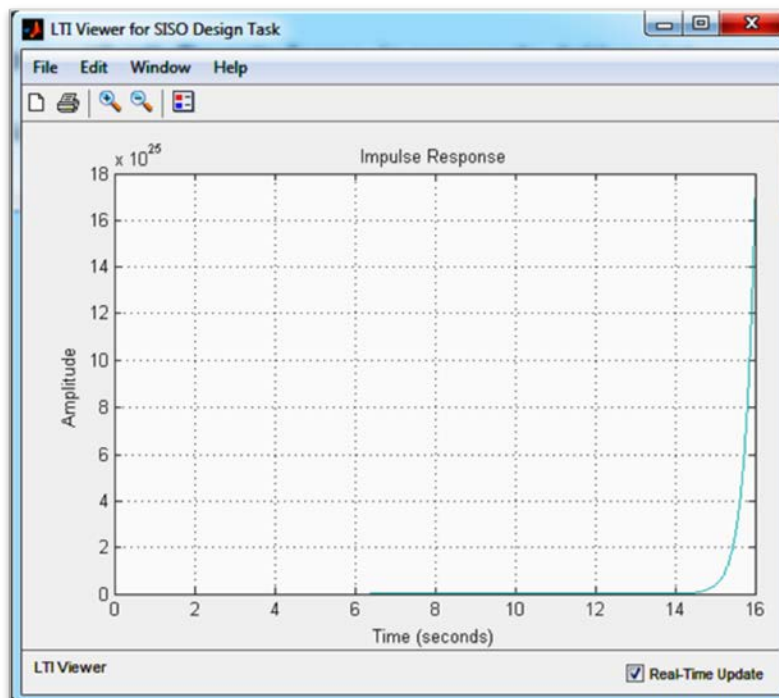 LTI Viewer for SISO Design Task
File Edit Window Help
Impulse Response
x 10^25
18
16
14
12
10
8
6
4
2
0
Amplitude
0 2 4 6 8 10 12 14 16
Time (seconds)
LTI Viewer
Real-Time Update